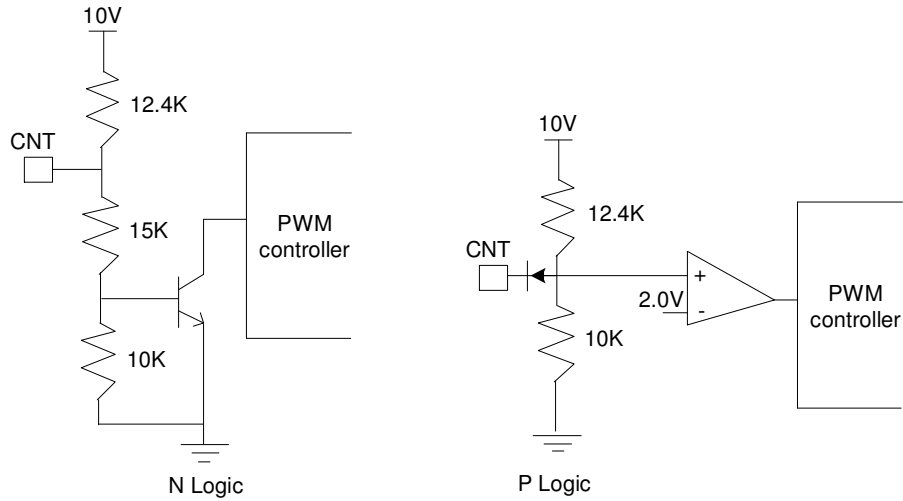 10V
12.4K
CNT
15K
10K
PWM
controller
N Logic
10V
12.4K
CNT
+
2.0V
-
10K
PWM
controller
P Logic